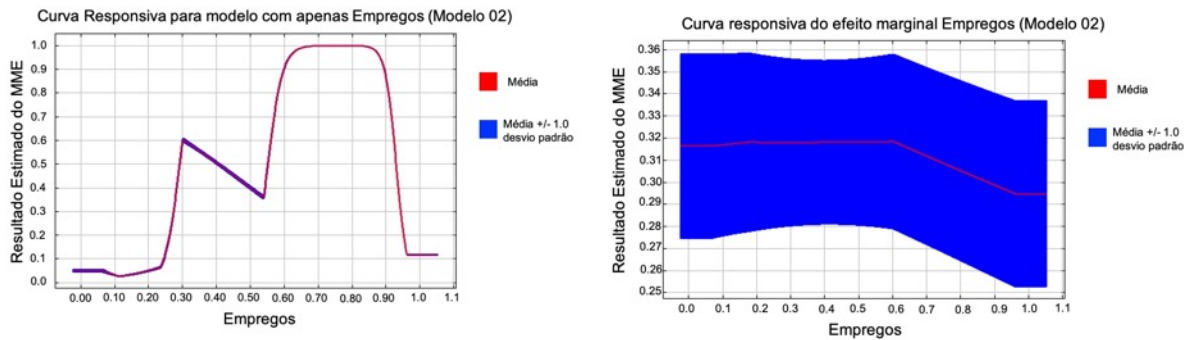 Curva Responsiva para modelo com apenas Empregos (Modelo 02)
Resultado Estimado do MME
1.0
0.9
0.8
0.7
0.6
0.5
0.4
0.3
0.2
0.1
0.0
0.00 0.10 0.20 0.30 0.40 0.50 0.60 0.70 0.80 0.90 1.0 1.1
Empregos
Média
Média +/- 1.0
desvio padrão
Curva responsiva do efeito marginal Empregos (Modelo 02)
Resultado Estimado do MME
0.36
0.35
0.34
0.33
0.32
0.31
0.30
0.29
0.28
0.27
0.26
0.25
0.0 0.1 0.2 0.3 0.4 0.5 0.6 0.7 0.8 0.9 1.0 1.1
Empregos
Média
Média +/- 1.0
desvio padrão